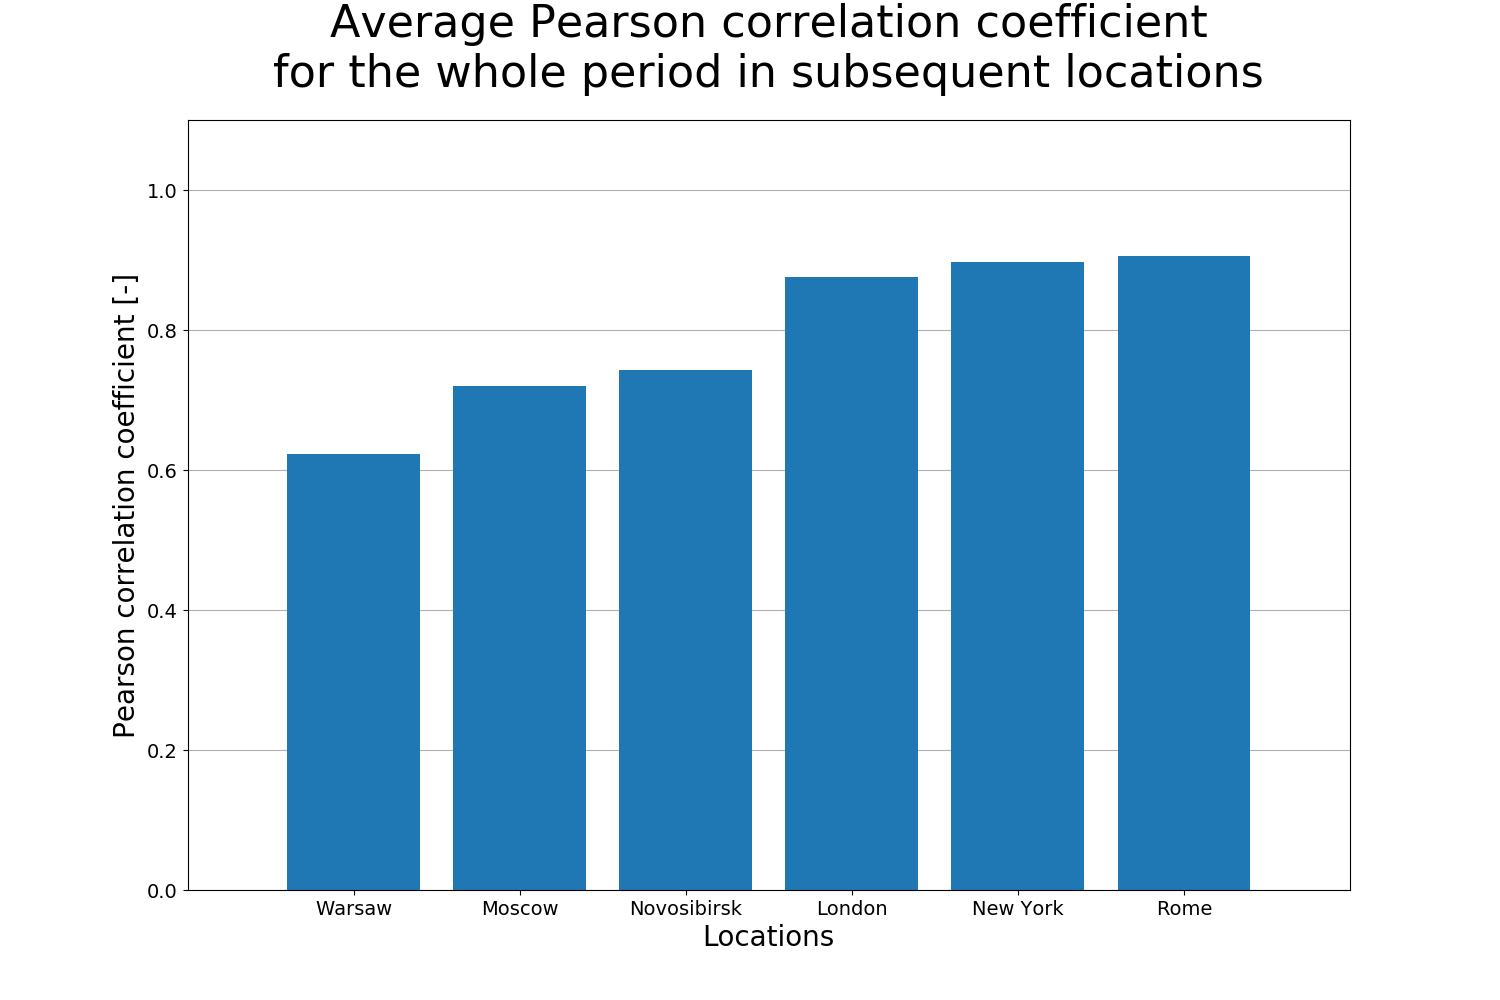 Average Pearson correlation coefficient
for the whole period in subsequent locations
Pearson correlation coefficient [-]
1.0
0.8
0.6
0.4
0.2
0.0
Warsaw Moscow Novosibirsk London New York Rome
Locations